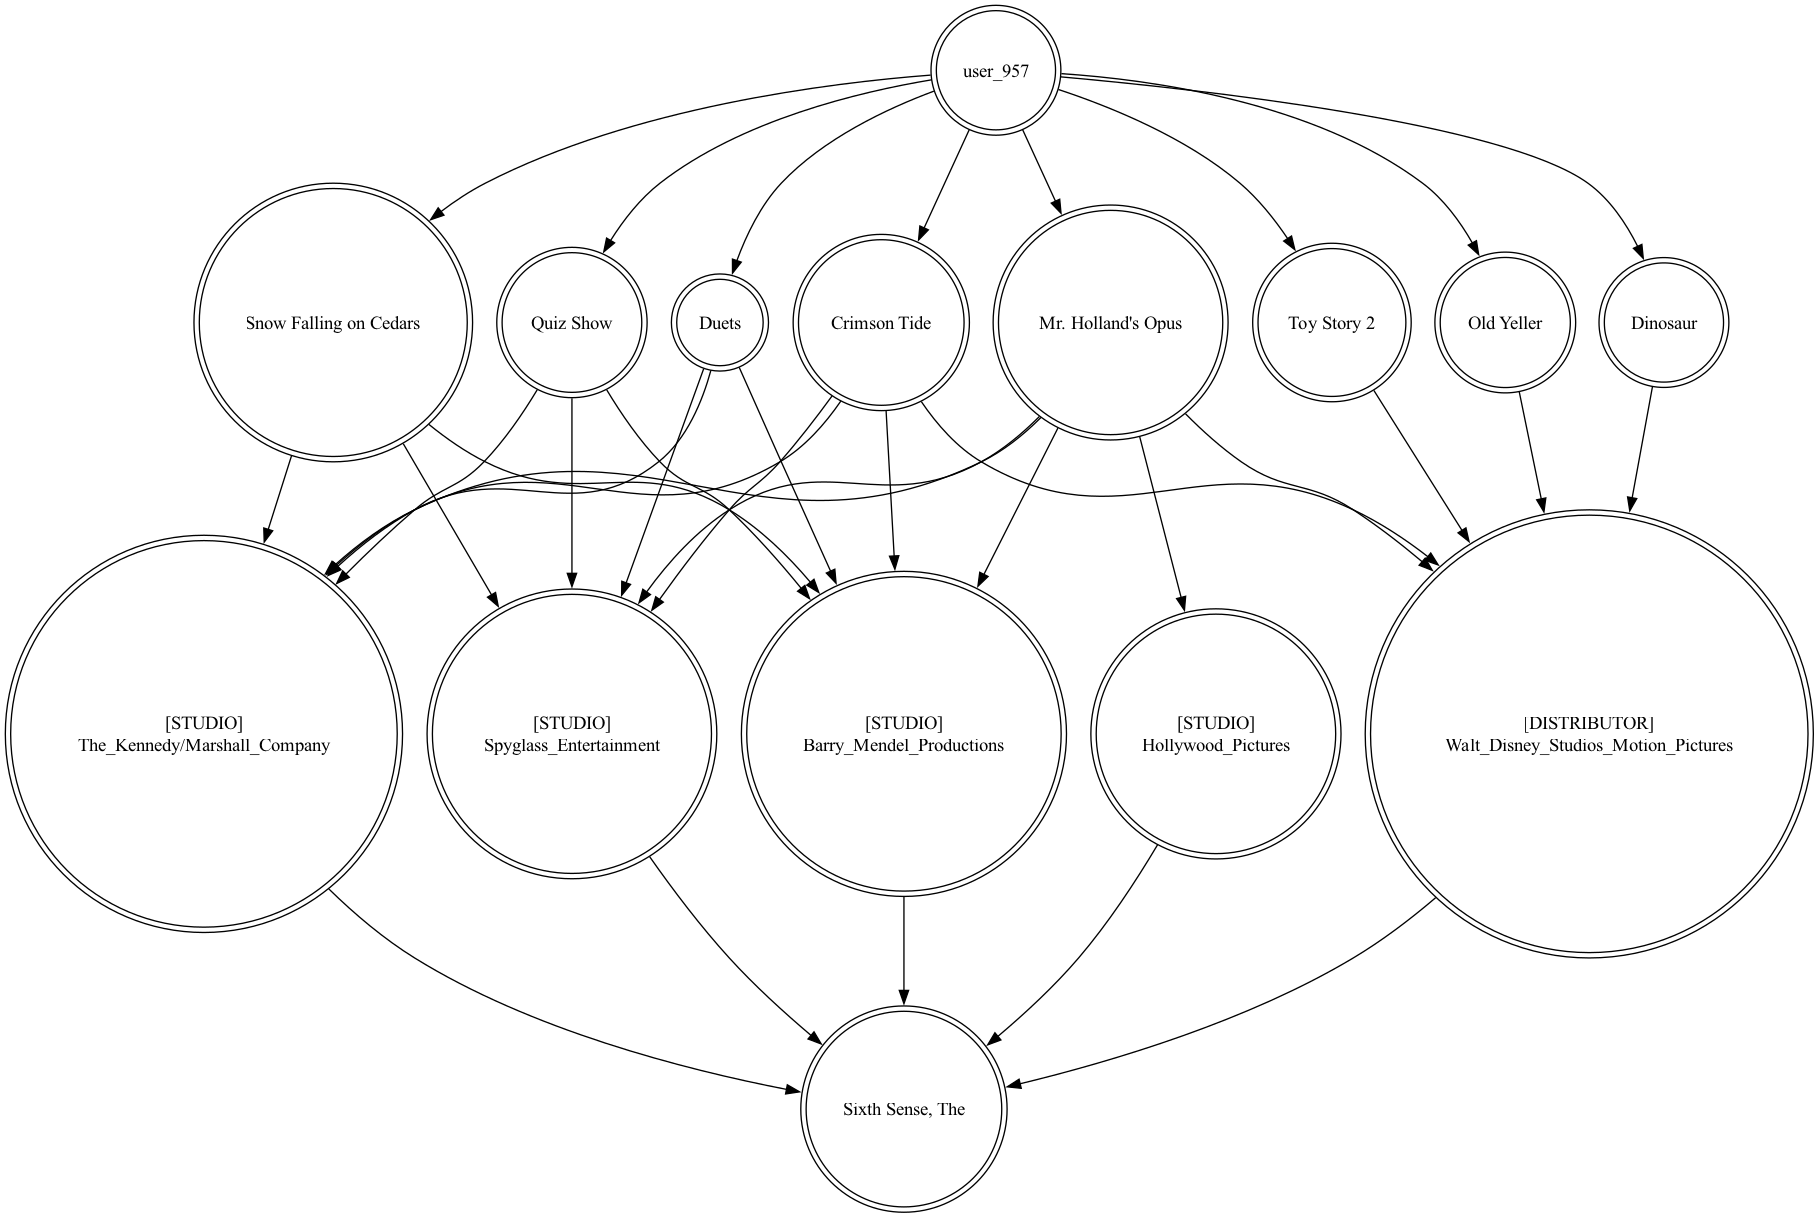 user_957
Snow Falling on Cedars
Quiz Show
Duets
Crimson Tide
Mr. Holland's Opus
Toy Story 2
Old Yeller
Dinosaur
[STUDIO]
The_Kennedy/Marshall_Company
[STUDIO]
Spyglass_Entertainment
[STUDIO]
Barry_Mendel_Productions
[STUDIO]
Hollywood_Pictures
[DISTRIBUTOR]
Walt_Disney_Studios_Motion_Pictures
Sixth Sense, The